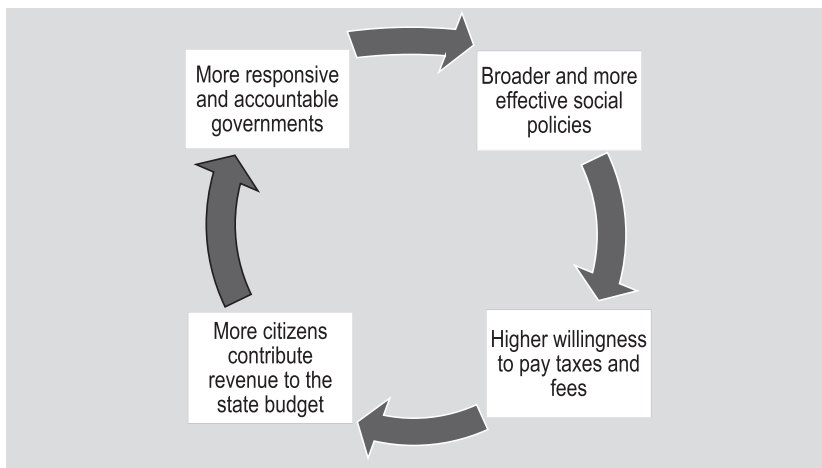 More responsive
and accountable
governments
Broader and more
effective social
policies
Higher willingness
to pay taxes and
fees
More citizens
contribute
revenue to the
state budget